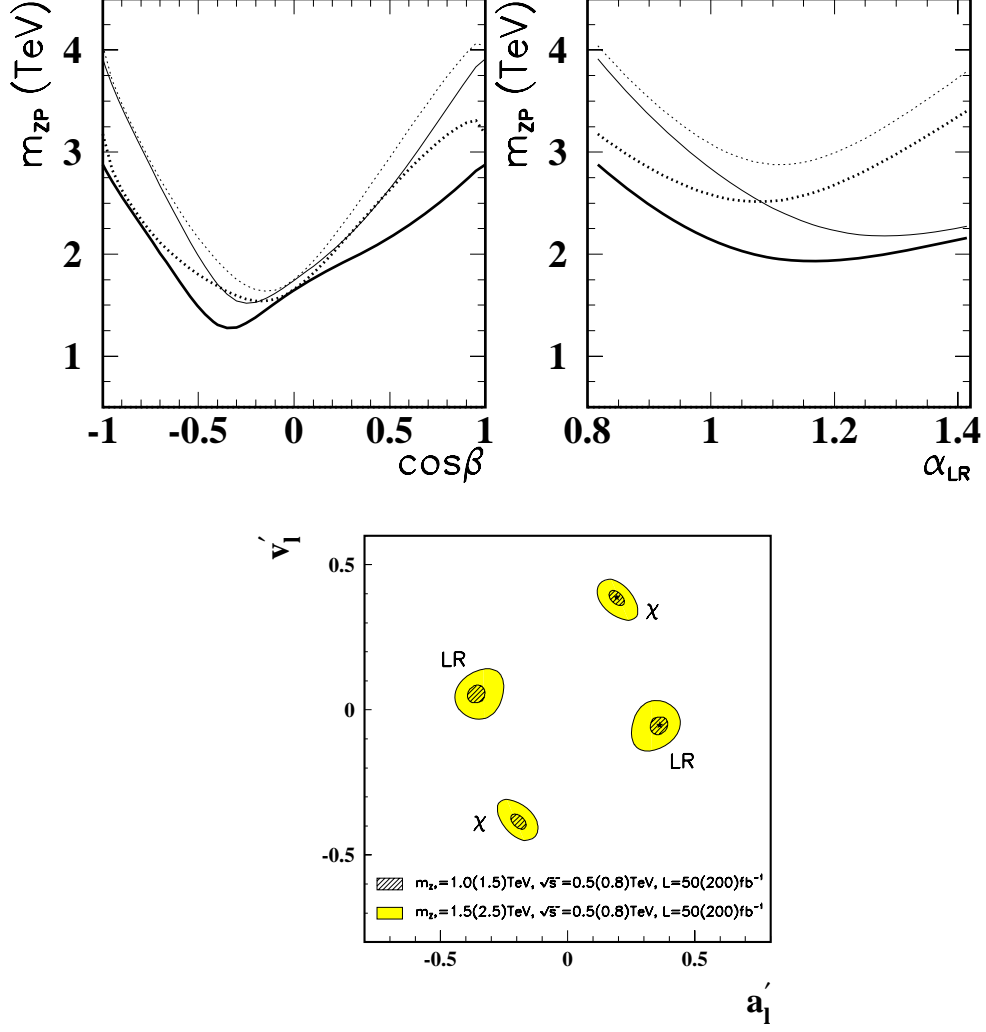 m_ZP (TeV)
4
3
2
1
-1 -0.5 0 0.5 1
cosβ
m_ZP (TeV)
4
3
2
1
0.8 1 1.2 1.4
α_LR
v′_l
0.5
0
-0.5
χ
LR
LR
χ
m_z,=1.0(1.5)TeV, √s=0.5(0.8)TeV, L=50(200)fb⁻¹
m_z,=1.5(2.5)TeV, √s=0.5(0.8)TeV, L=50(200)fb⁻¹
-0.5 0 0.5
a′_l